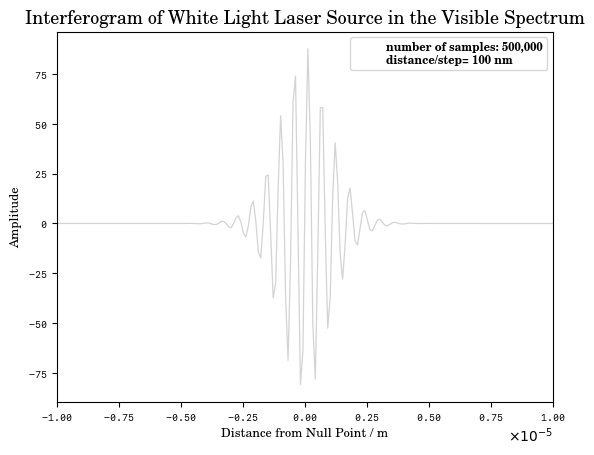 Interferogram of White Light Laser Source in the Visible Spectrum
number of samples: 500,000
distance/step= 100 nm
75
50
25
0
−25
−50
−75
Amplitude
−1.00 −0.75 −0.50 −0.25 0.00 0.25 0.50 0.75 1.00
Distance from Null Point / m
×10⁻⁵